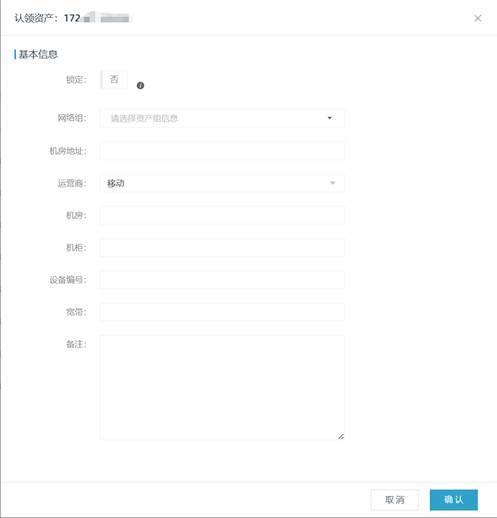 认领资产：172
基本信息
锁定： 否
网络组： 请选择资产组信息
机房地址：
运营商： 移动
机房：
机柜：
设备编号：
宽带：
备注：
取消 确认